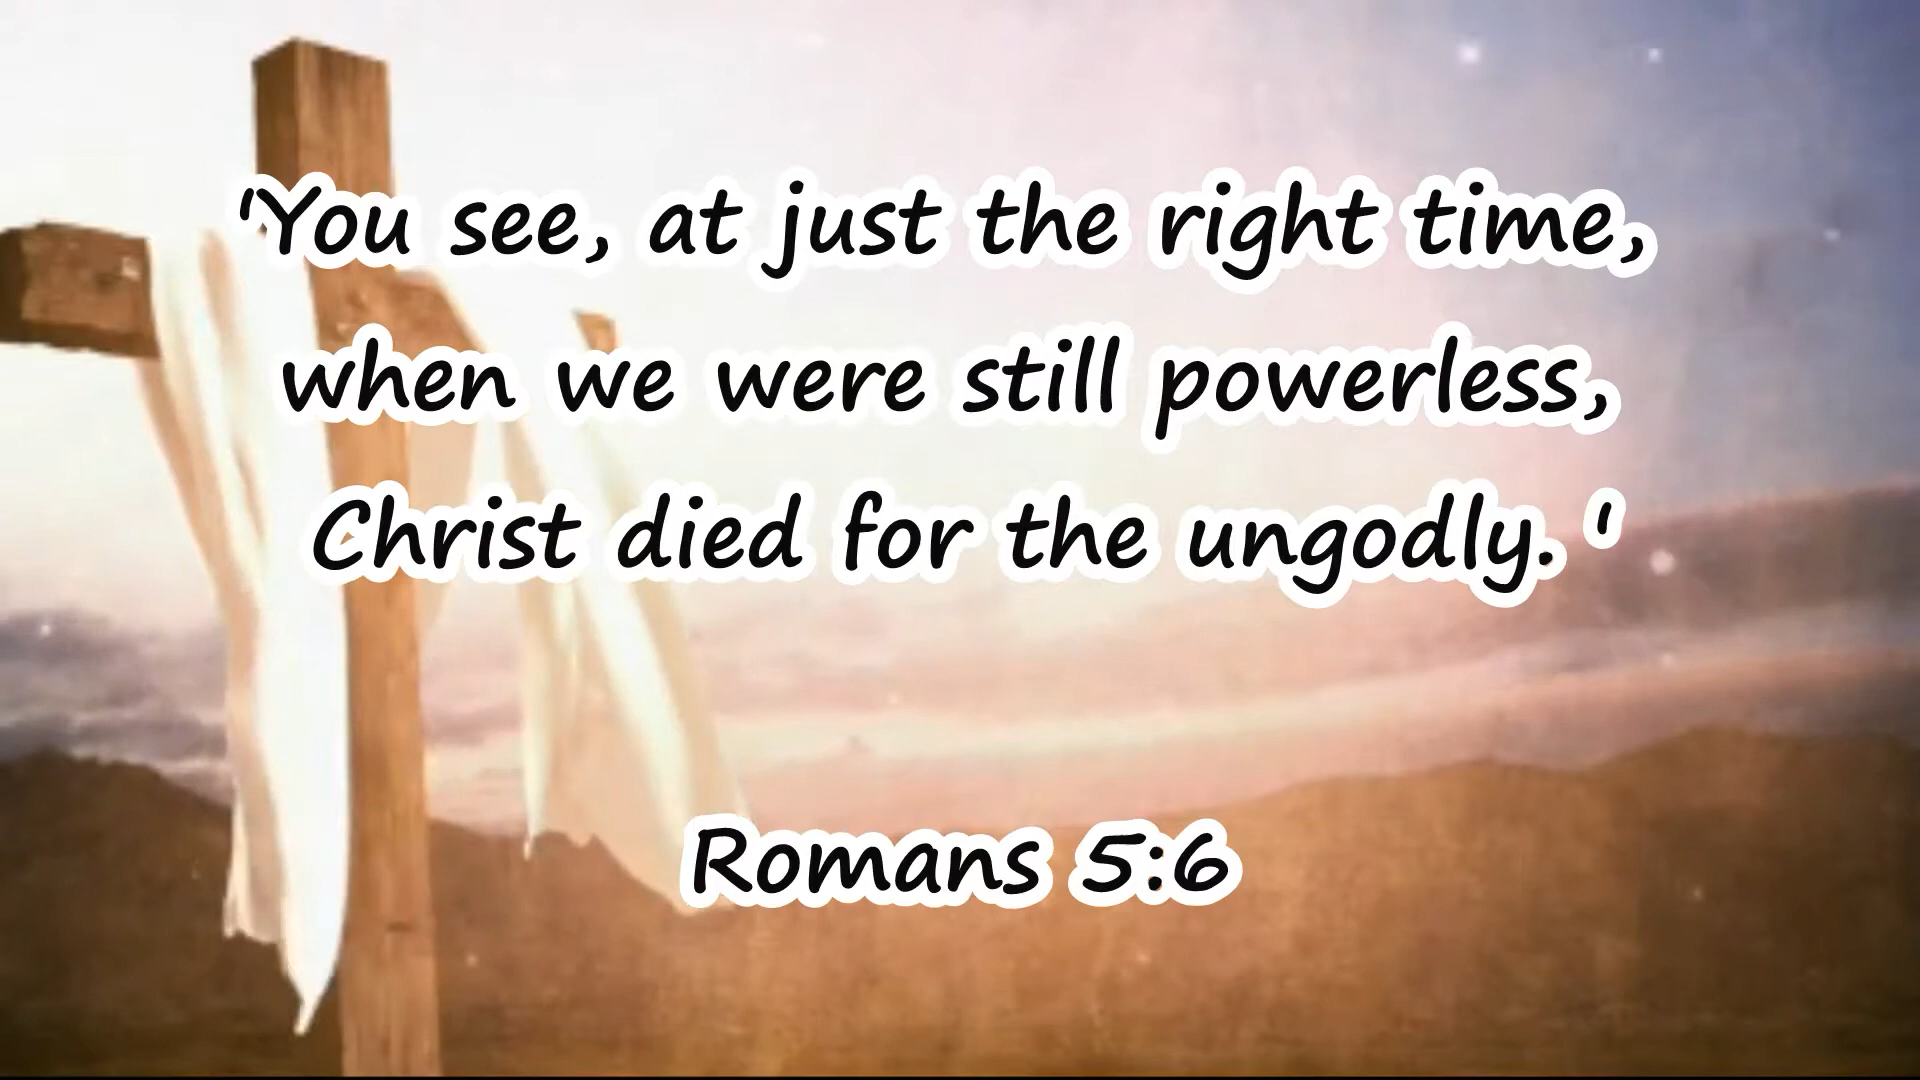 'You see, at just the right time,
when we were still powerless,
Christ died for the ungodly. '
Romans 5:6